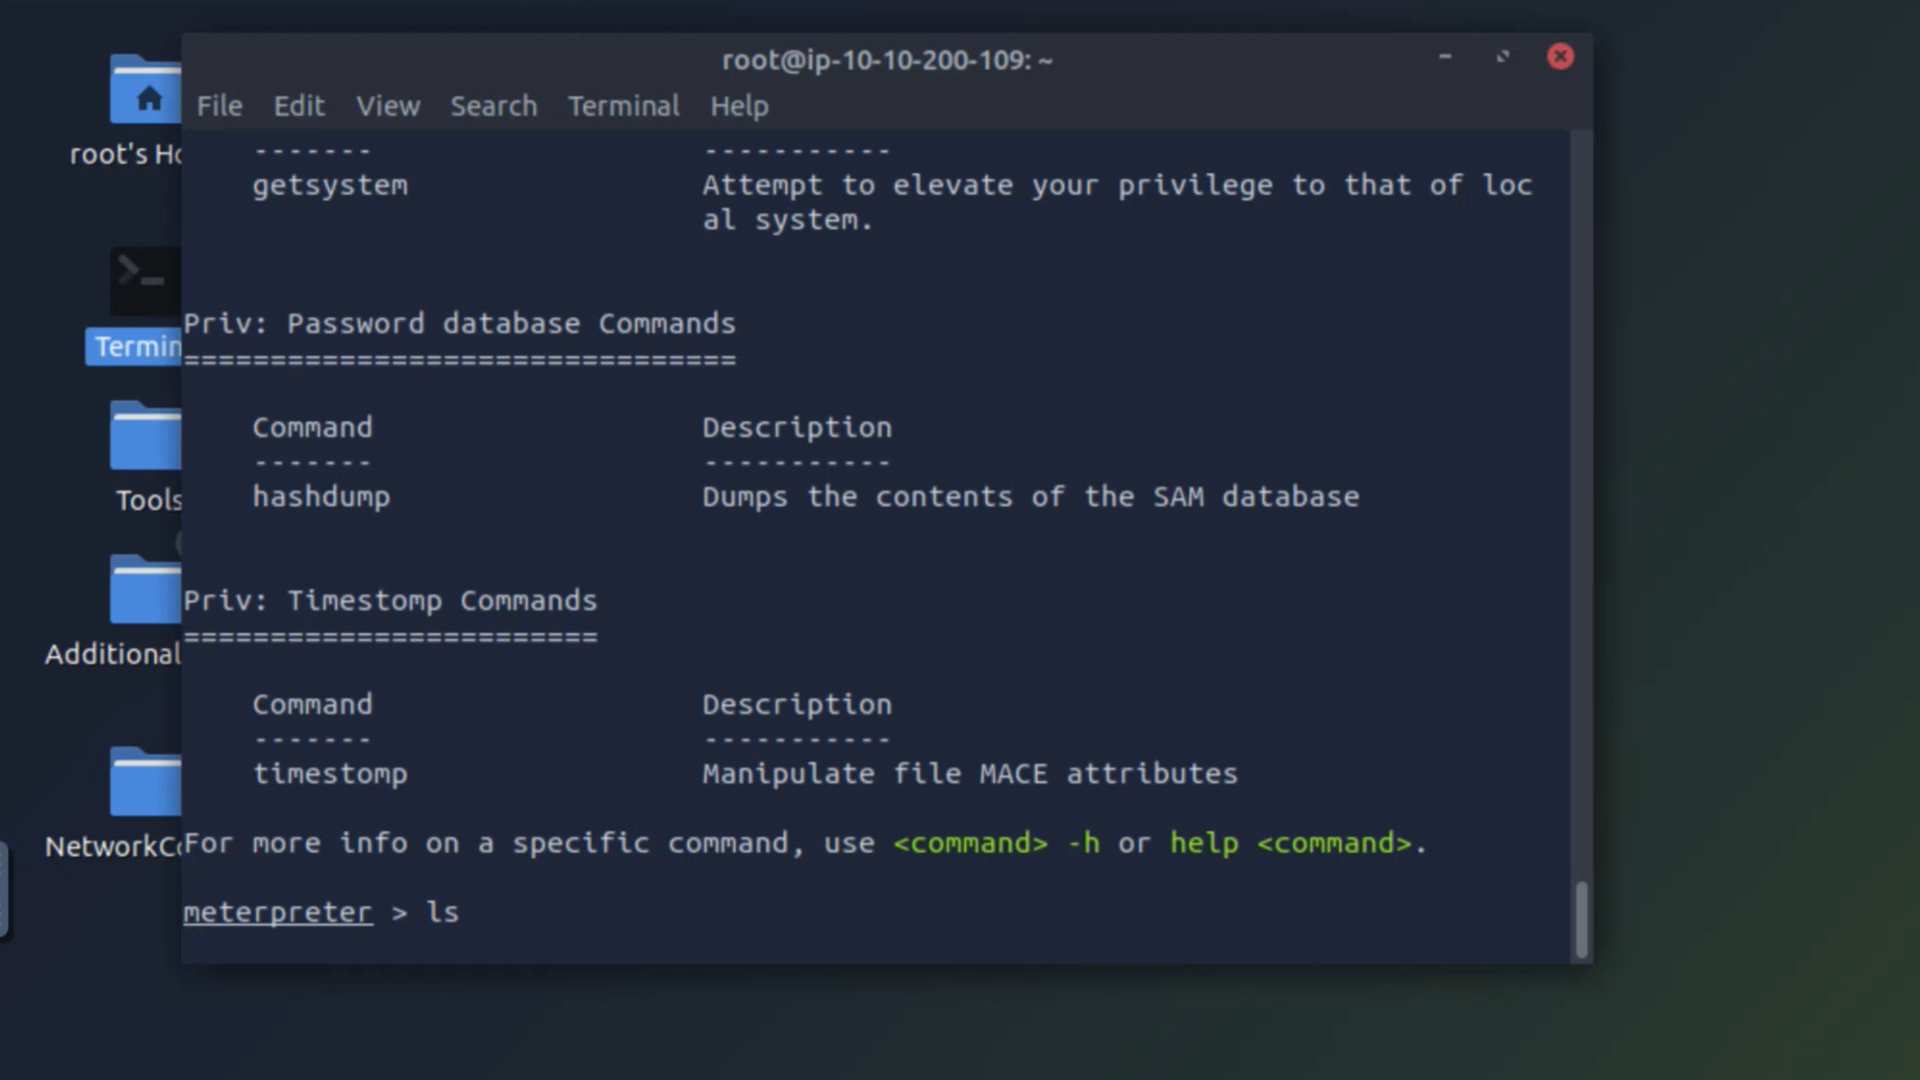 root@ip-10-10-200-109: ~
File Edit View Search Terminal Help
------- -----------
getsystem Attempt to elevate your privilege to that of loc
al system.
Priv: Password database Commands
================================
Command Description
------- -----------
hashdump Dumps the contents of the SAM database
Priv: Timestomp Commands
========================
Command Description
------- -----------
timestomp Manipulate file MACE attributes
For more info on a specific command, use <command> -h or help <command>.
meterpreter > ls
root's Ho
Termin
Tools
Additional
NetworkCo